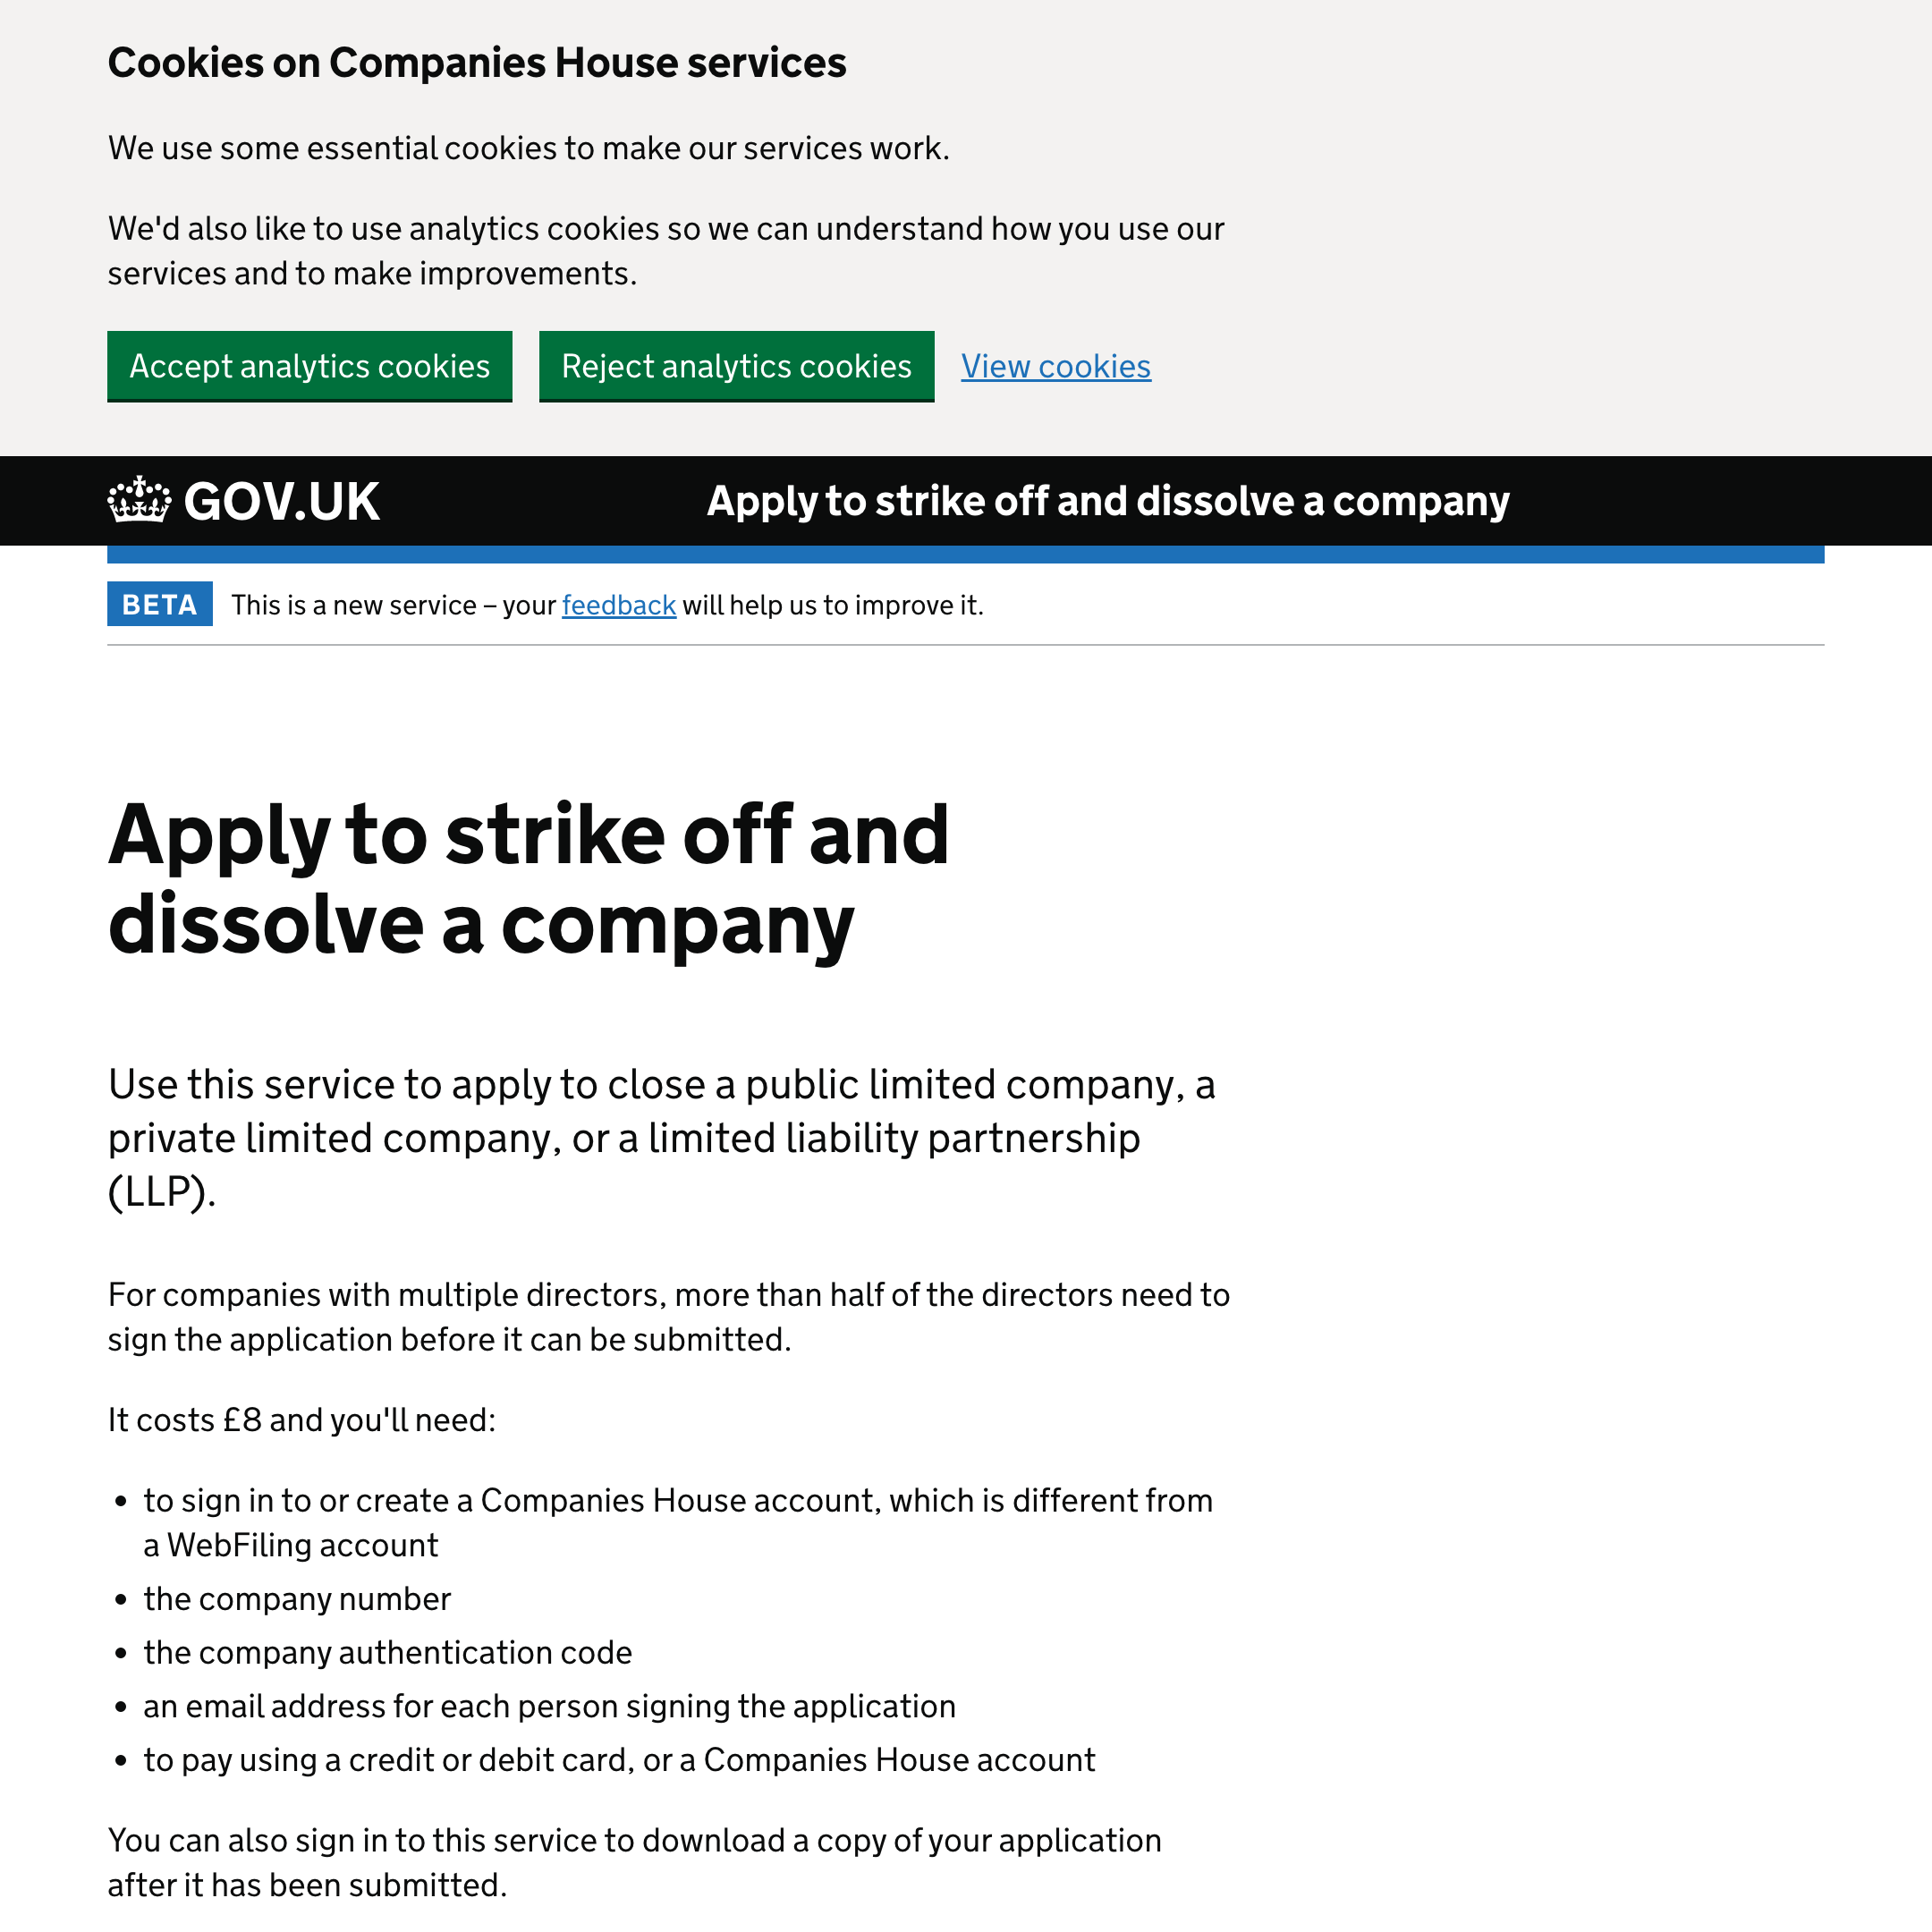 Cookies on Companies House services
We use some essential cookies to make our services work.
We'd also like to use analytics cookies so we can understand how you use our
services and to make improvements.
Accept analytics cookies
Reject analytics cookies
View cookies
GOV.UK
Apply to strike off and dissolve a company
BETA
This is a new service – your feedback will help us to improve it.
Apply to strike off and
dissolve a company
Use this service to apply to close a public limited company, a
private limited company, or a limited liability partnership
(LLP).
For companies with multiple directors, more than half of the directors need to
sign the application before it can be submitted.
It costs £8 and you'll need:
• to sign in to or create a Companies House account, which is different from
a WebFiling account
• the company number
• the company authentication code
• an email address for each person signing the application
• to pay using a credit or debit card, or a Companies House account
You can also sign in to this service to download a copy of your application
after it has been submitted.